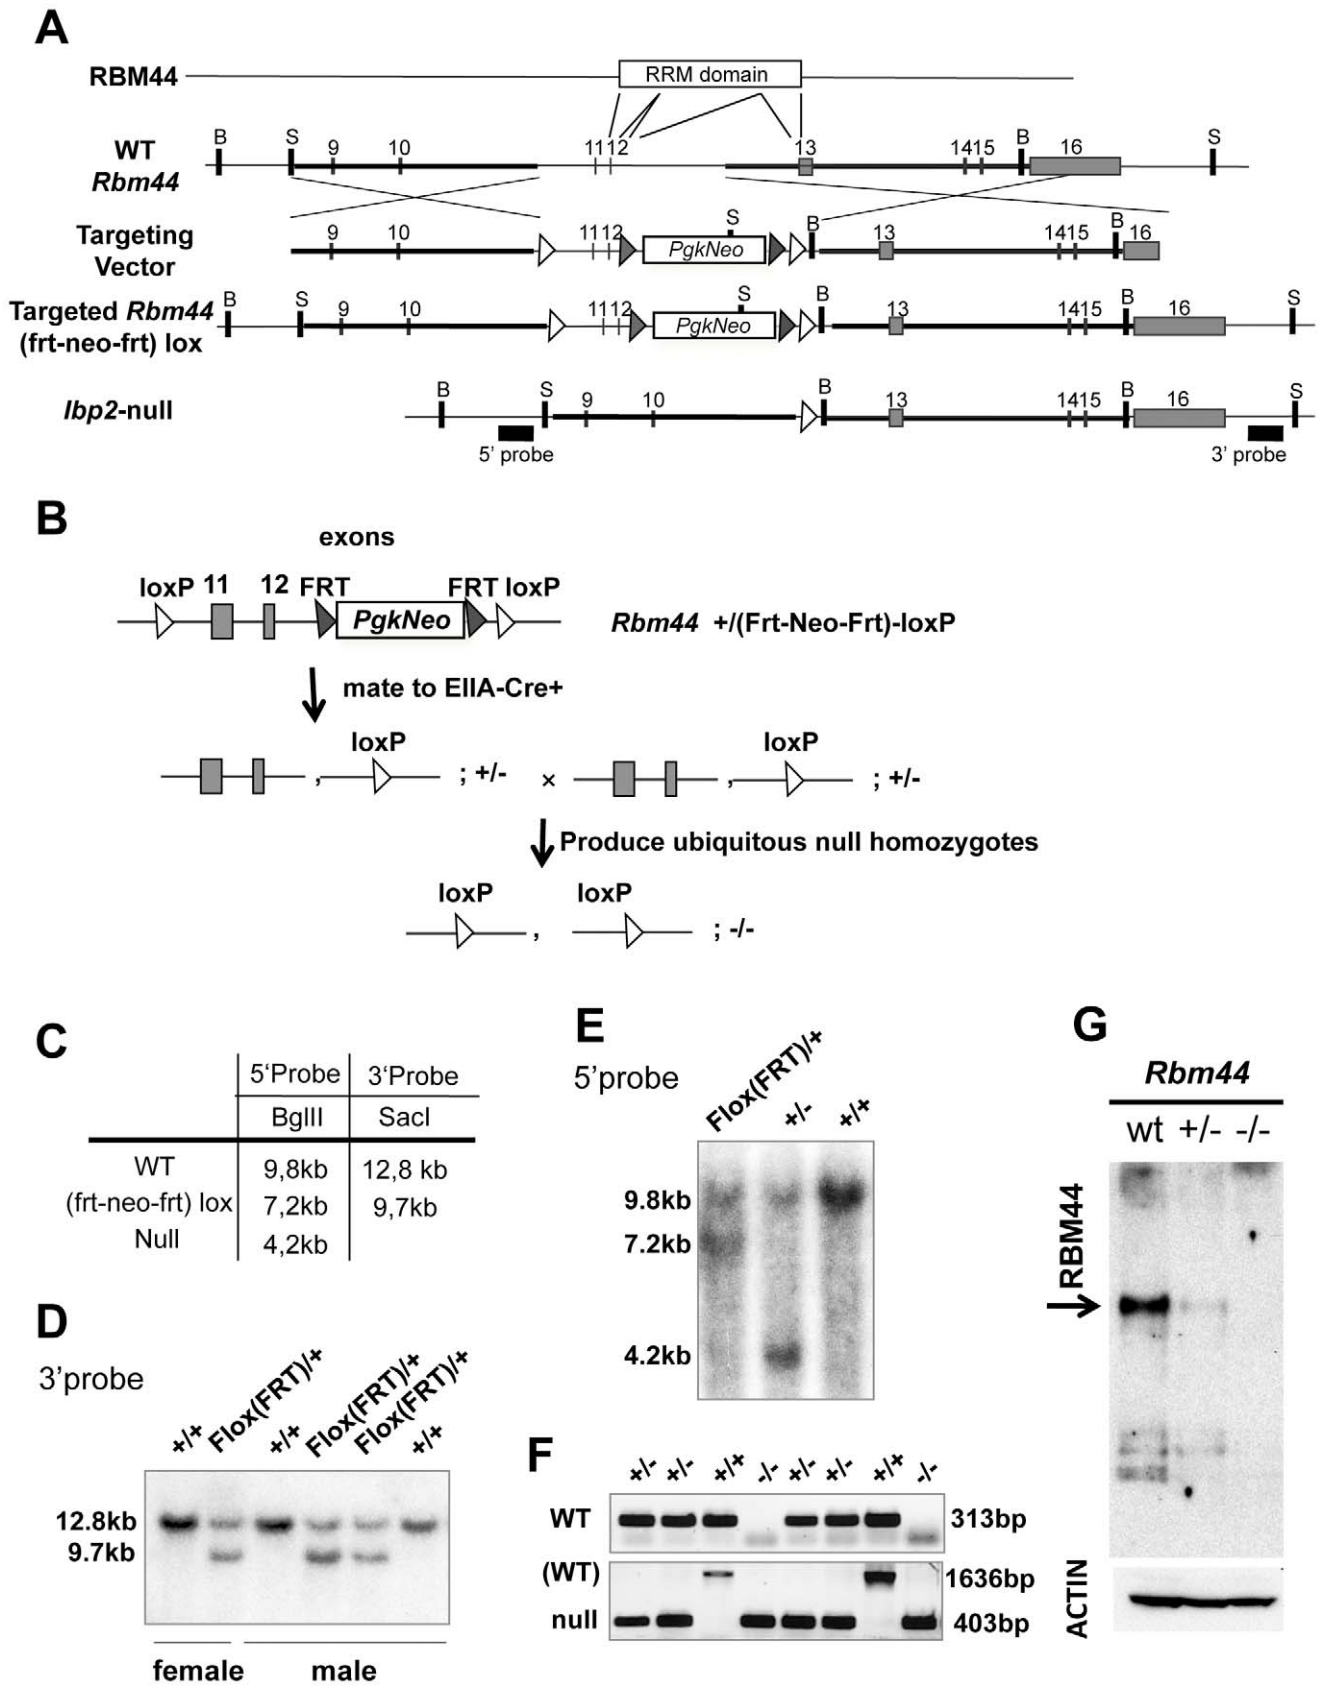 A
RBM44
RRM domain
B S 9 10 11 12 13 14 15 B 16 S
WT
Rbm44
Targeting
Vector
9 10 11 12 S PgkNeo B 13 14 15 B 16
Targeted Rbm44
(frt-neo-frt) lox
B S 9 10 11 12 S PgkNeo B 13 14 15 B 16 S
Ibp2-null
B S 9 10 B 13 14 15 B 16 S
5' probe
3' probe
B
exons
loxP 11 12 FRT FRT loxP
PgkNeo
Rbm44 +/(Frt-Neo-Frt)-loxP
mate to EIIA-Cre+
loxP loxP
, ; +/- × , ; +/-
Produce ubiquitous null homozygotes
loxP loxP
, ; -/-
C
5'Probe 3'Probe
BglII SacI
WT 9,8kb 12,8 kb
(frt-neo-frt) lox 7,2kb 9,7kb
Null 4,2kb
D
3'probe
+/+ Flox(FRT)/+ +/+ Flox(FRT)/+ Flox(FRT)/+ +/+
12.8kb
9.7kb
female male
E
5'probe
Flox(FRT)/+ +/- +/+
9.8kb
7.2kb
4.2kb
F
+/- +/- +/+ -/- +/- +/- +/+ -/-
WT 313bp
(WT) 1636bp
null 403bp
G
Rbm44
wt +/- -/-
RBM44
ACTIN